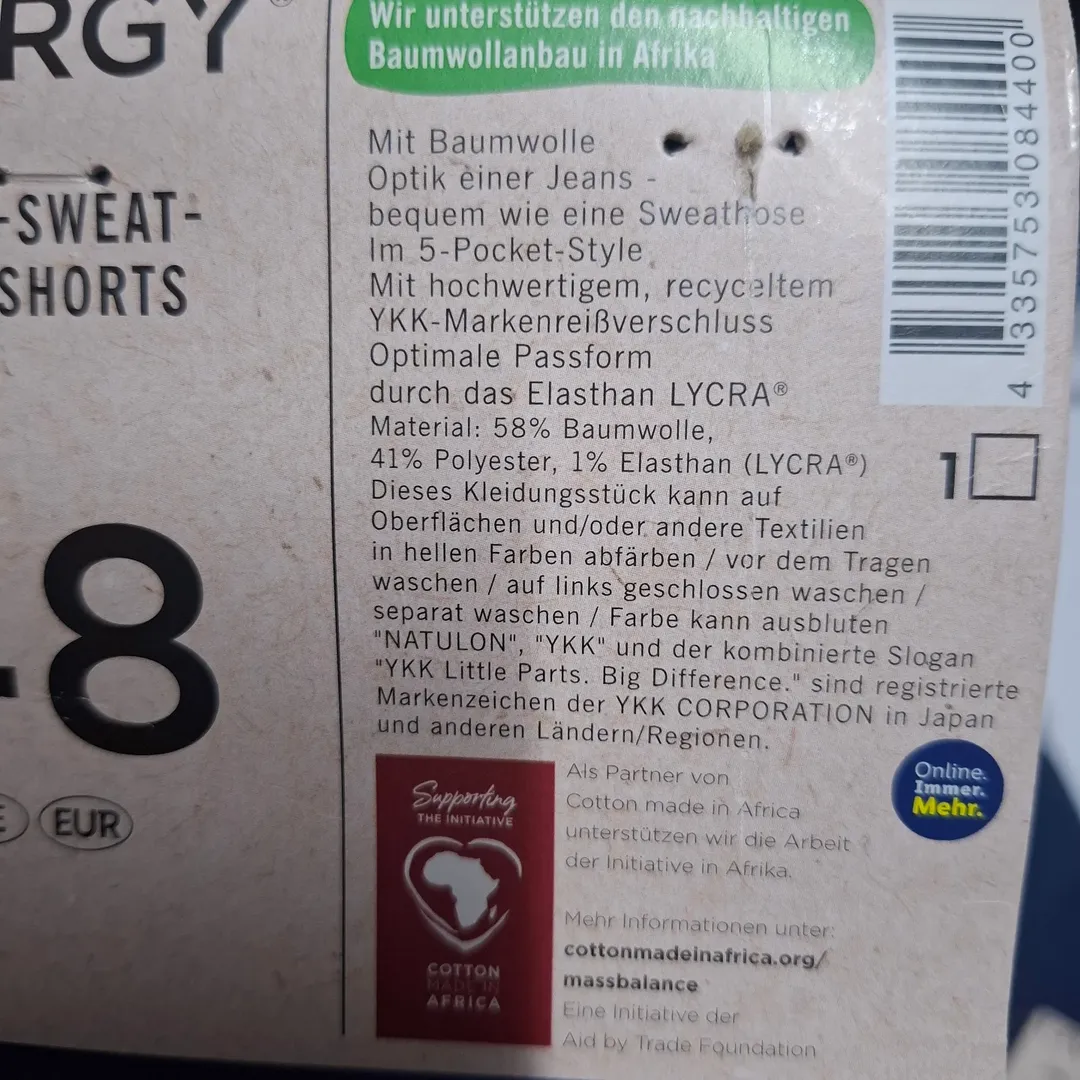 RGY®
-SWEAT-
SHORTS
-8
E
EUR
Wir unterstützen den nachhaltigen
Baumwollanbau in Afrika
Mit Baumwolle
Optik einer Jeans -
bequem wie eine Sweathose
Im 5-Pocket-Style
Mit hochwertigem, recyceltem
YKK-Markenreißverschluss
Optimale Passform
durch das Elasthan LYCRA®
Material: 58% Baumwolle,
41% Polyester, 1% Elasthan (LYCRA®)
Dieses Kleidungsstück kann auf
Oberflächen und/oder andere Textilien
in hellen Farben abfärben / vor dem Tragen
waschen / auf links geschlossen waschen /
separat waschen / Farbe kann ausbluten
"NATULON", "YKK" und der kombinierte Slogan
"YKK Little Parts. Big Difference." sind registrierte
Markenzeichen der YKK CORPORATION in Japan
und anderen Ländern/Regionen.
4 335753 084400
1
Online.
Immer.
Mehr.
Supporting
THE INITIATIVE
COTTON
MADE IN
AFRICA
Als Partner von
Cotton made in Africa
unterstützen wir die Arbeit
der Initiative in Afrika.
Mehr Informationen unter:
cottonmadeinafrica.org/
massbalance
Eine Initiative der
Aid by Trade Foundation